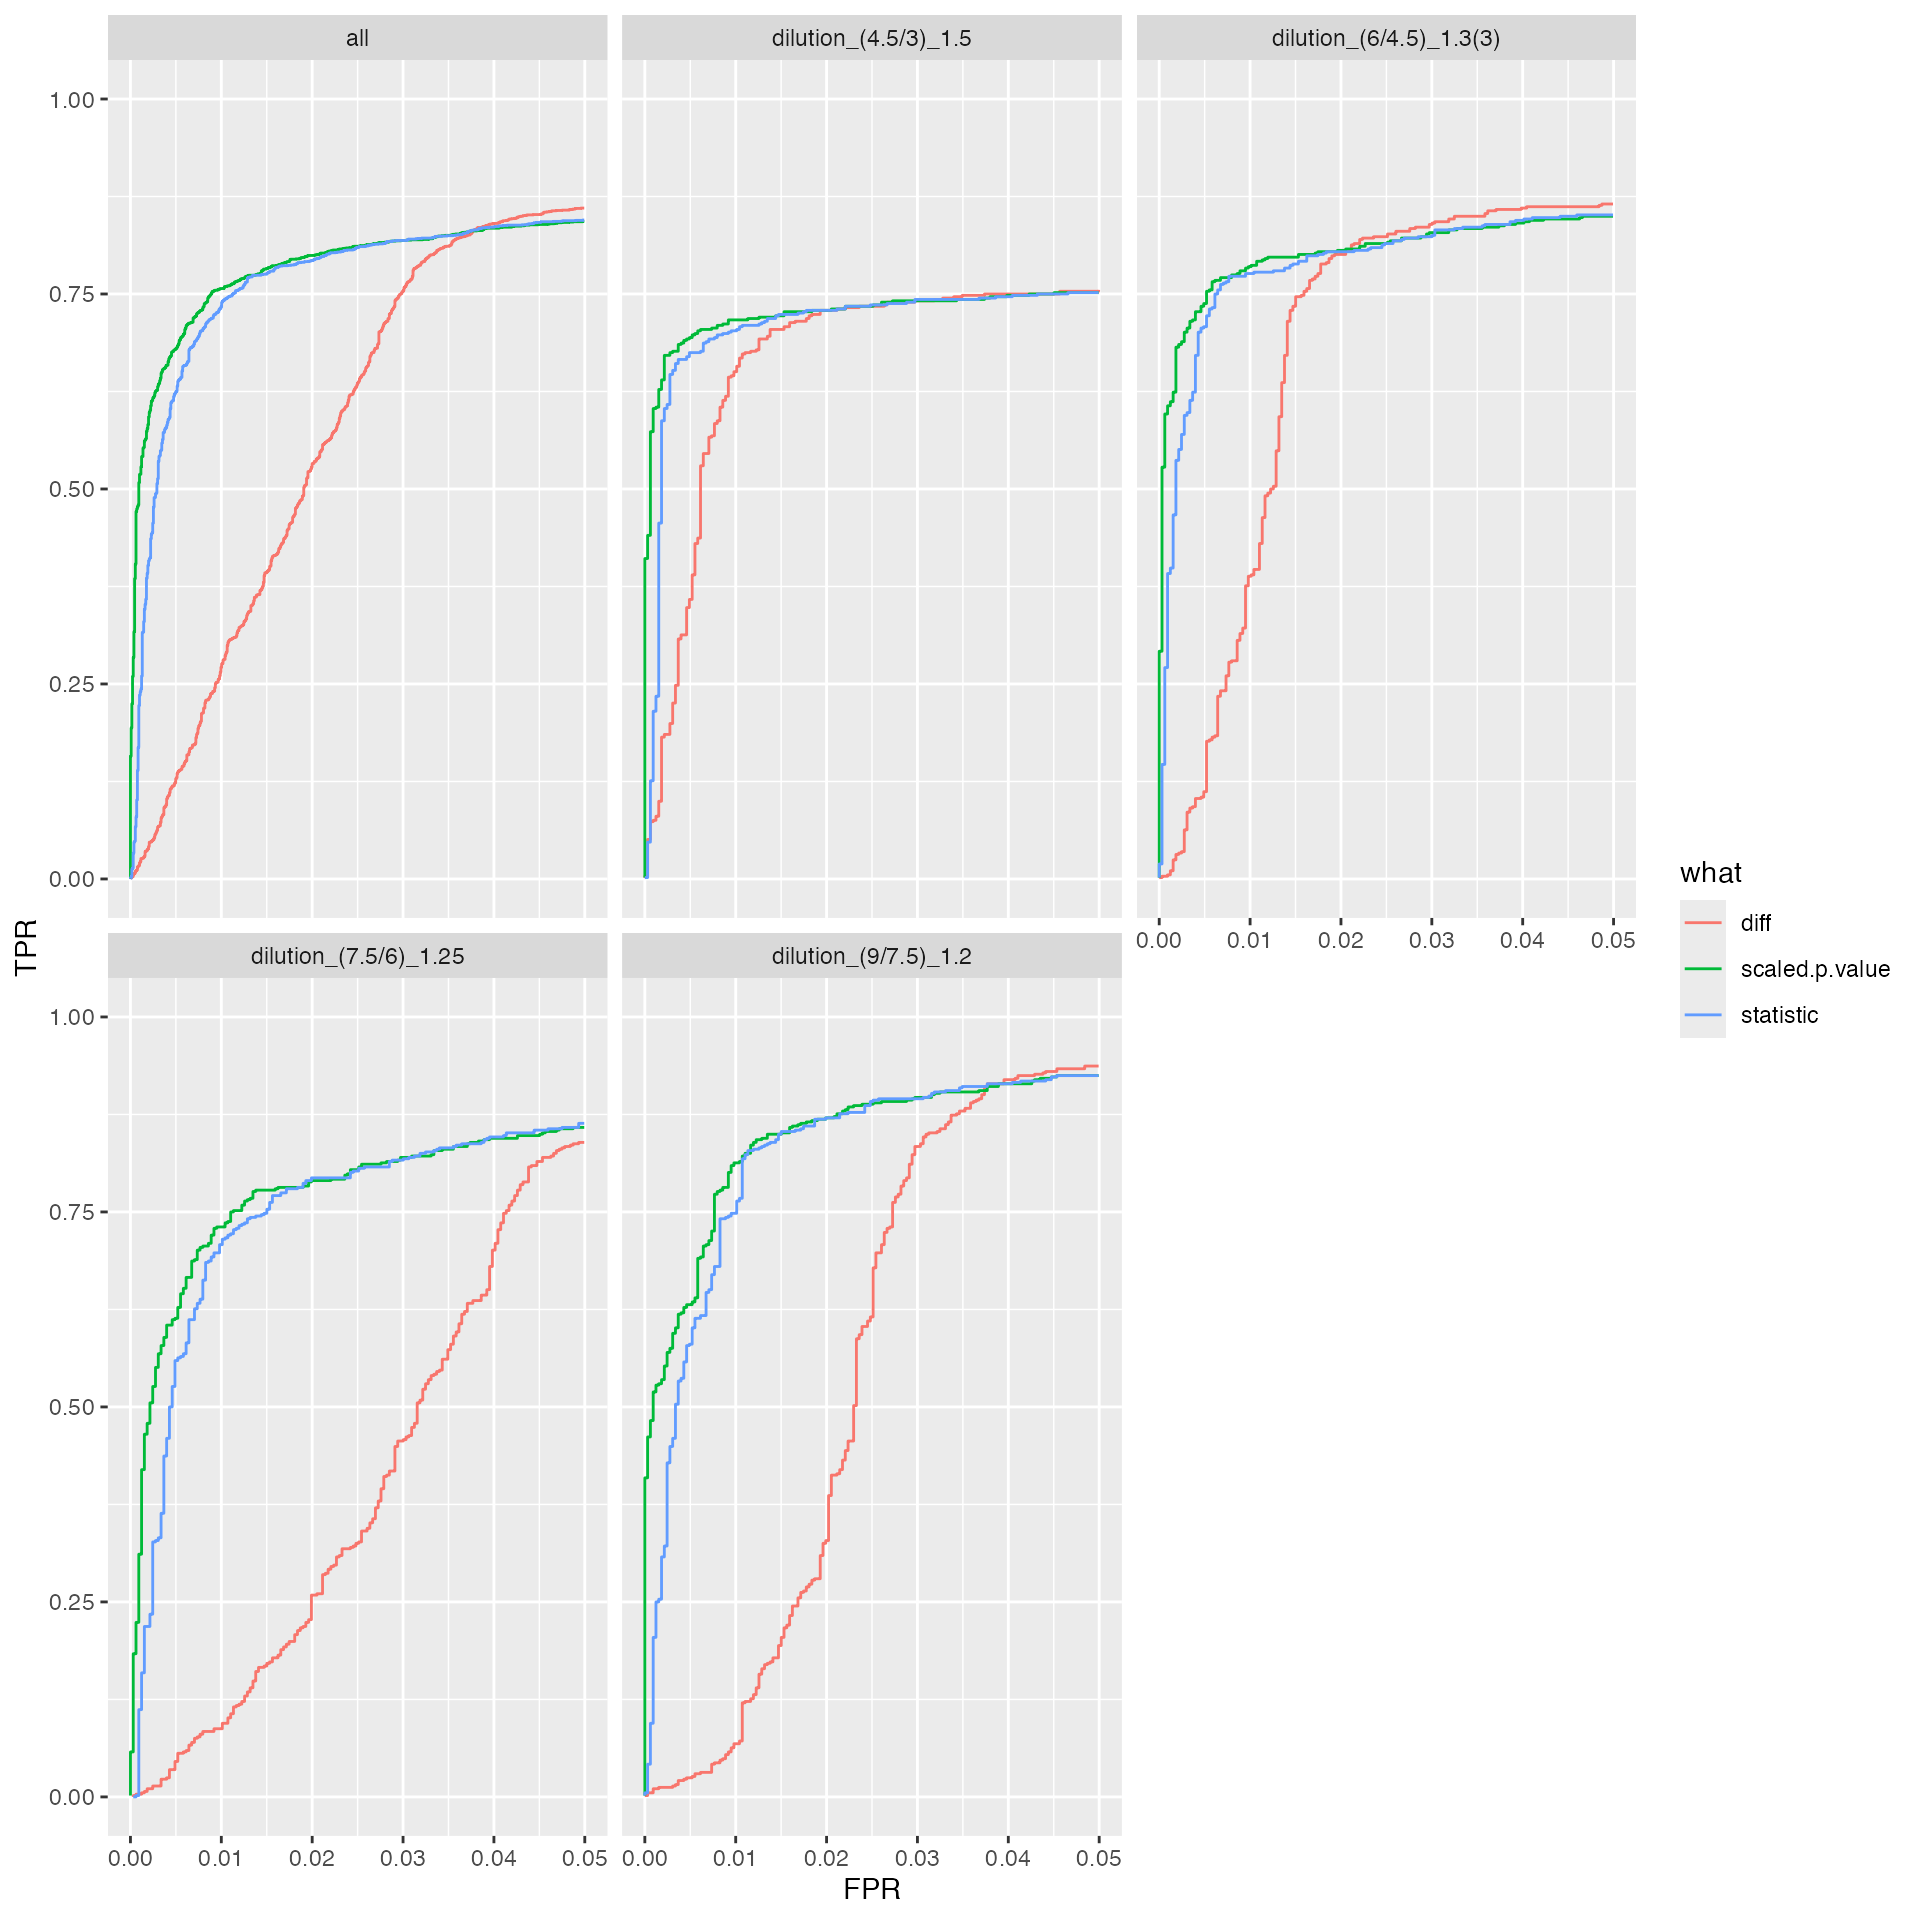 all
dilution_(4.5/3)_1.5
dilution_(6/4.5)_1.3(3)
1.00
0.75
0.50
0.25
0.00
0.00 0.01 0.02 0.03 0.04 0.05
TPR
dilution_(7.5/6)_1.25
dilution_(9/7.5)_1.2
1.00
0.75
0.50
0.25
0.00
0.00 0.01 0.02 0.03 0.04 0.05
0.00 0.01 0.02 0.03 0.04 0.05
FPR
what
diff
scaled.p.value
statistic